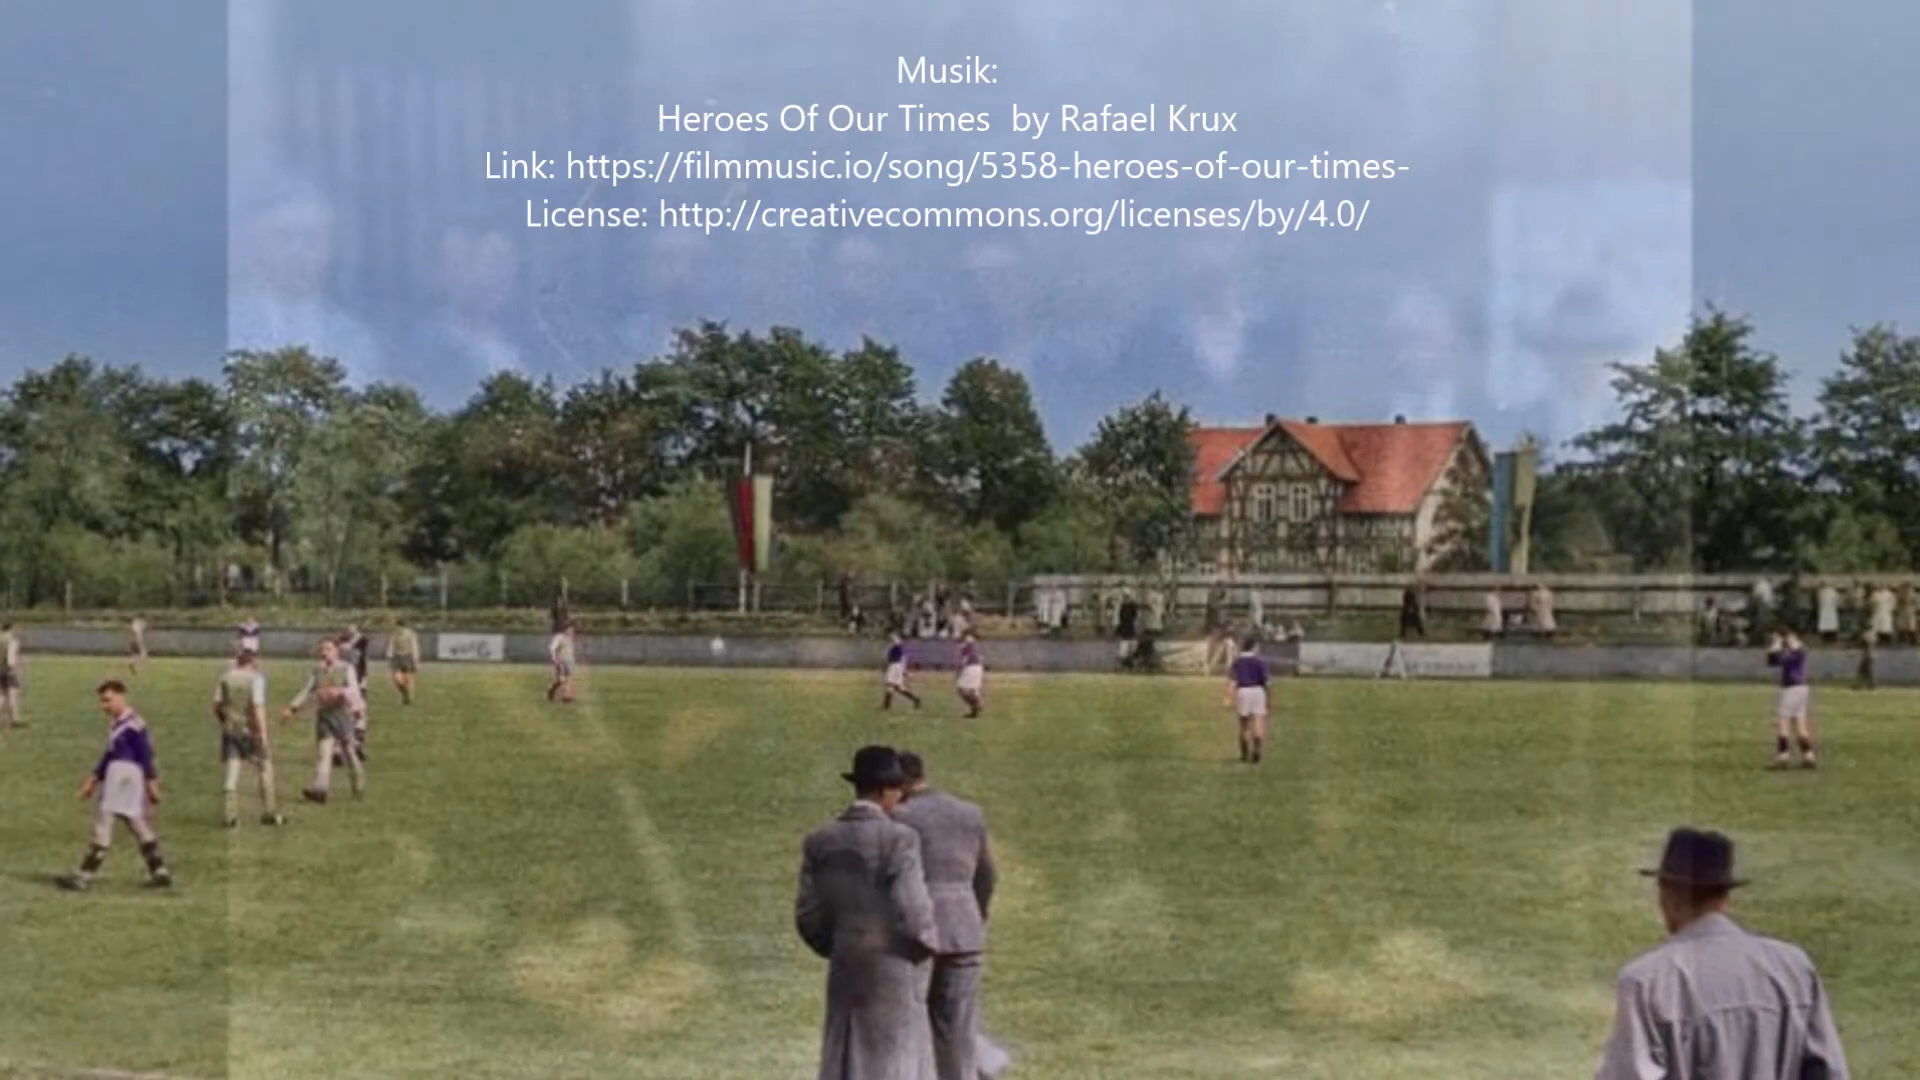 Musik:
Heroes Of Our Times  by Rafael Krux
Link: https://filmmusic.io/song/5358-heroes-of-our-times-
License: http://creativecommons.org/licenses/by/4.0/